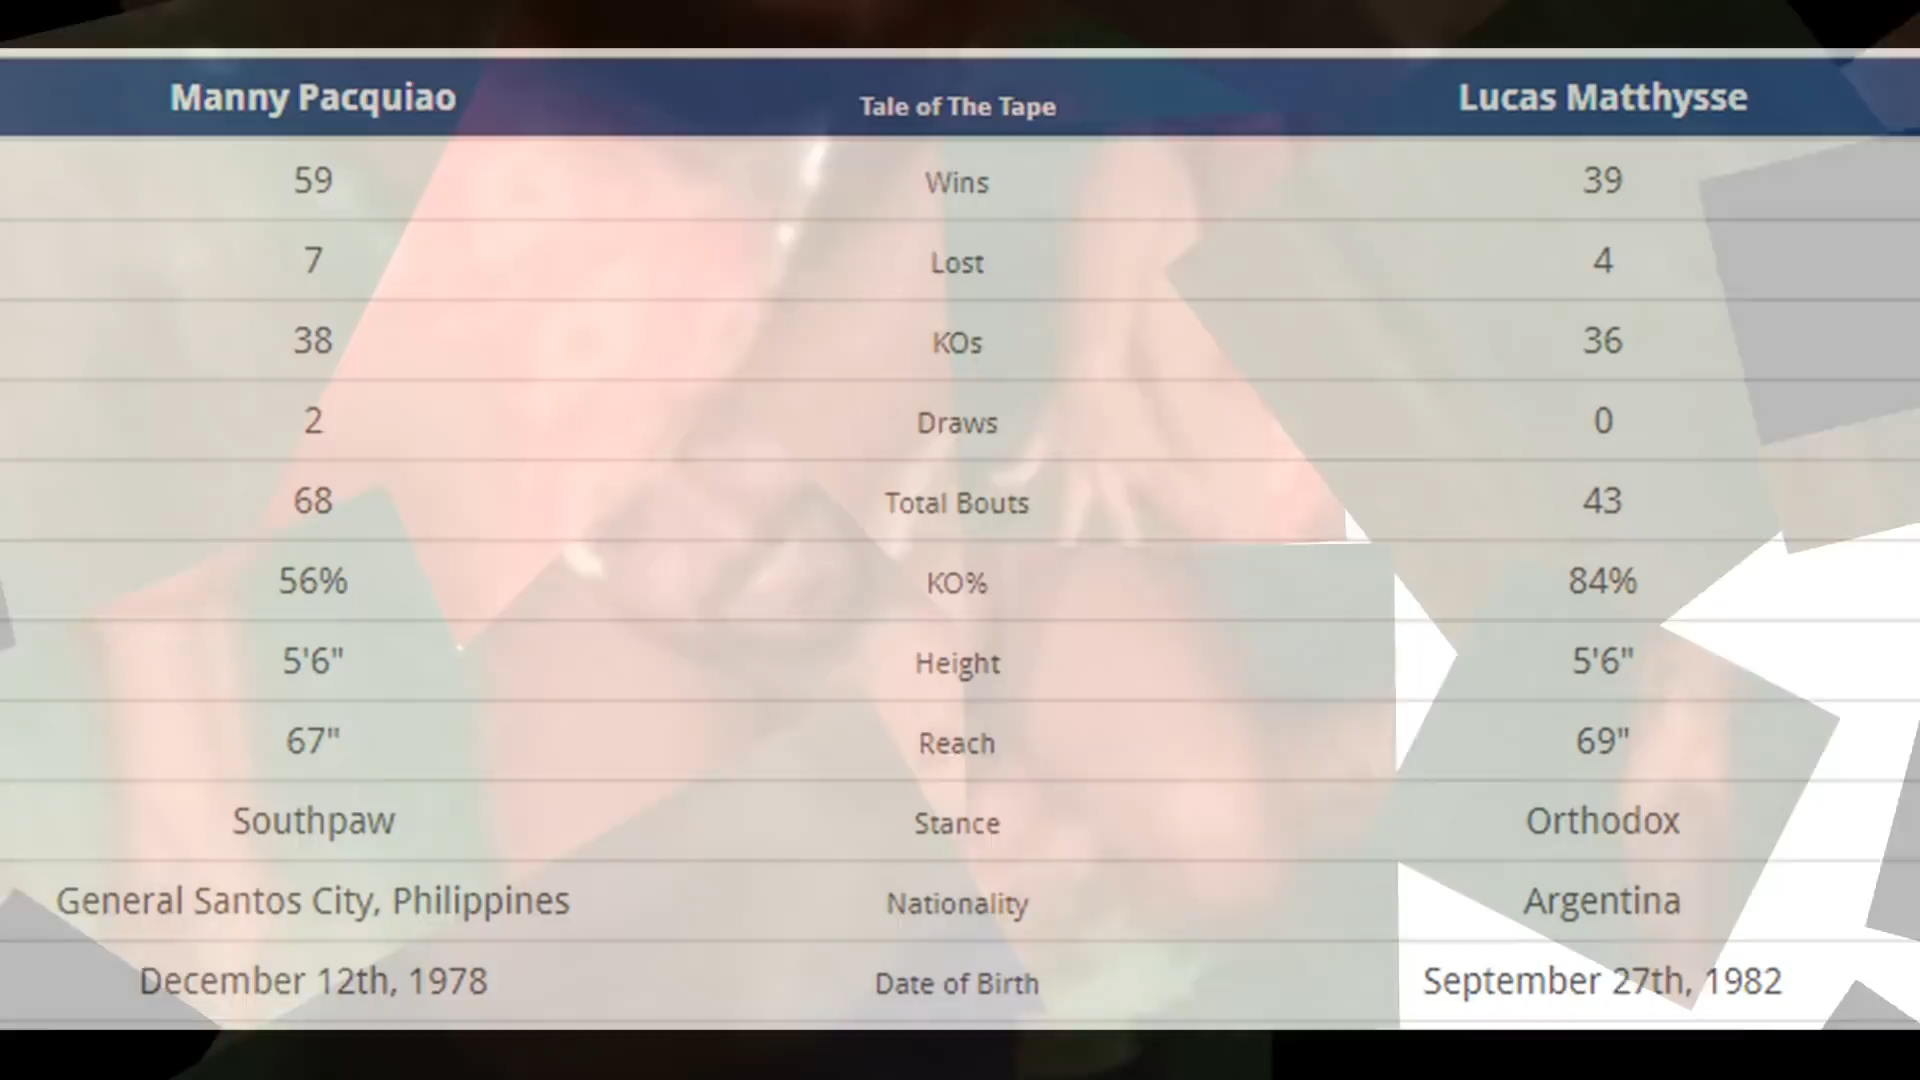 Manny Pacquiao Tale of The Tape Lucas Matthysse
59 Wins 39
7 Lost 4
38 KOs 36
2 Draws 0
68 Total Bouts 43
56% KO% 84%
5'6" Height 5'6"
67" Reach 69"
Southpaw Stance Orthodox
General Santos City, Philippines Nationality Argentina
December 12th, 1978 Date of Birth September 27th, 1982